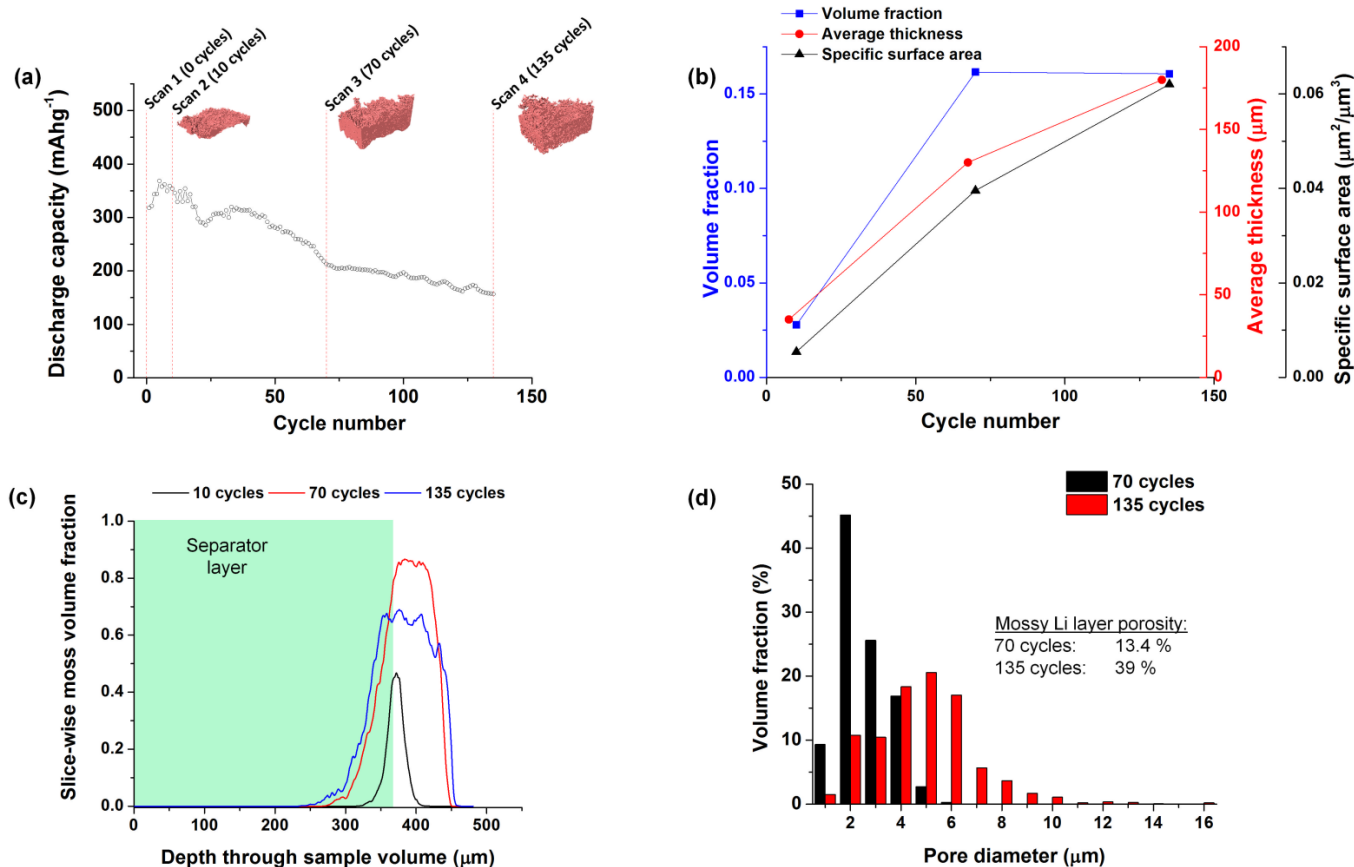 (a)
Scan 1 (0 cycles)
Scan 2 (10 cycles)
Scan 3 (70 cycles)
Scan 4 (135 cycles)
Discharge capacity (mAhg⁻¹)
500
450
400
350
300
250
200
150
100
50
0
0
50
100
150
Cycle number
(b)
Volume fraction
Average thickness
Specific surface area
Volume fraction
0.15
0.10
0.05
0.00
0
50
100
150
Cycle number
200
150
100
50
0
Average thickness (μm)
0.06
0.04
0.02
0.00
Specific surface area (μm²/μm³)
(c)
10 cycles
70 cycles
135 cycles
Separator
layer
Slice-wise moss volume fraction
1.0
0.8
0.6
0.4
0.2
0.0
0
100
200
300
400
500
Depth through sample volume (μm)
(d)
70 cycles
135 cycles
Volume fraction (%)
50
40
30
20
10
0
Mossy Li layer porosity:
70 cycles: 13.4 %
135 cycles: 39 %
2
4
6
8
10
12
14
16
Pore diameter (μm)